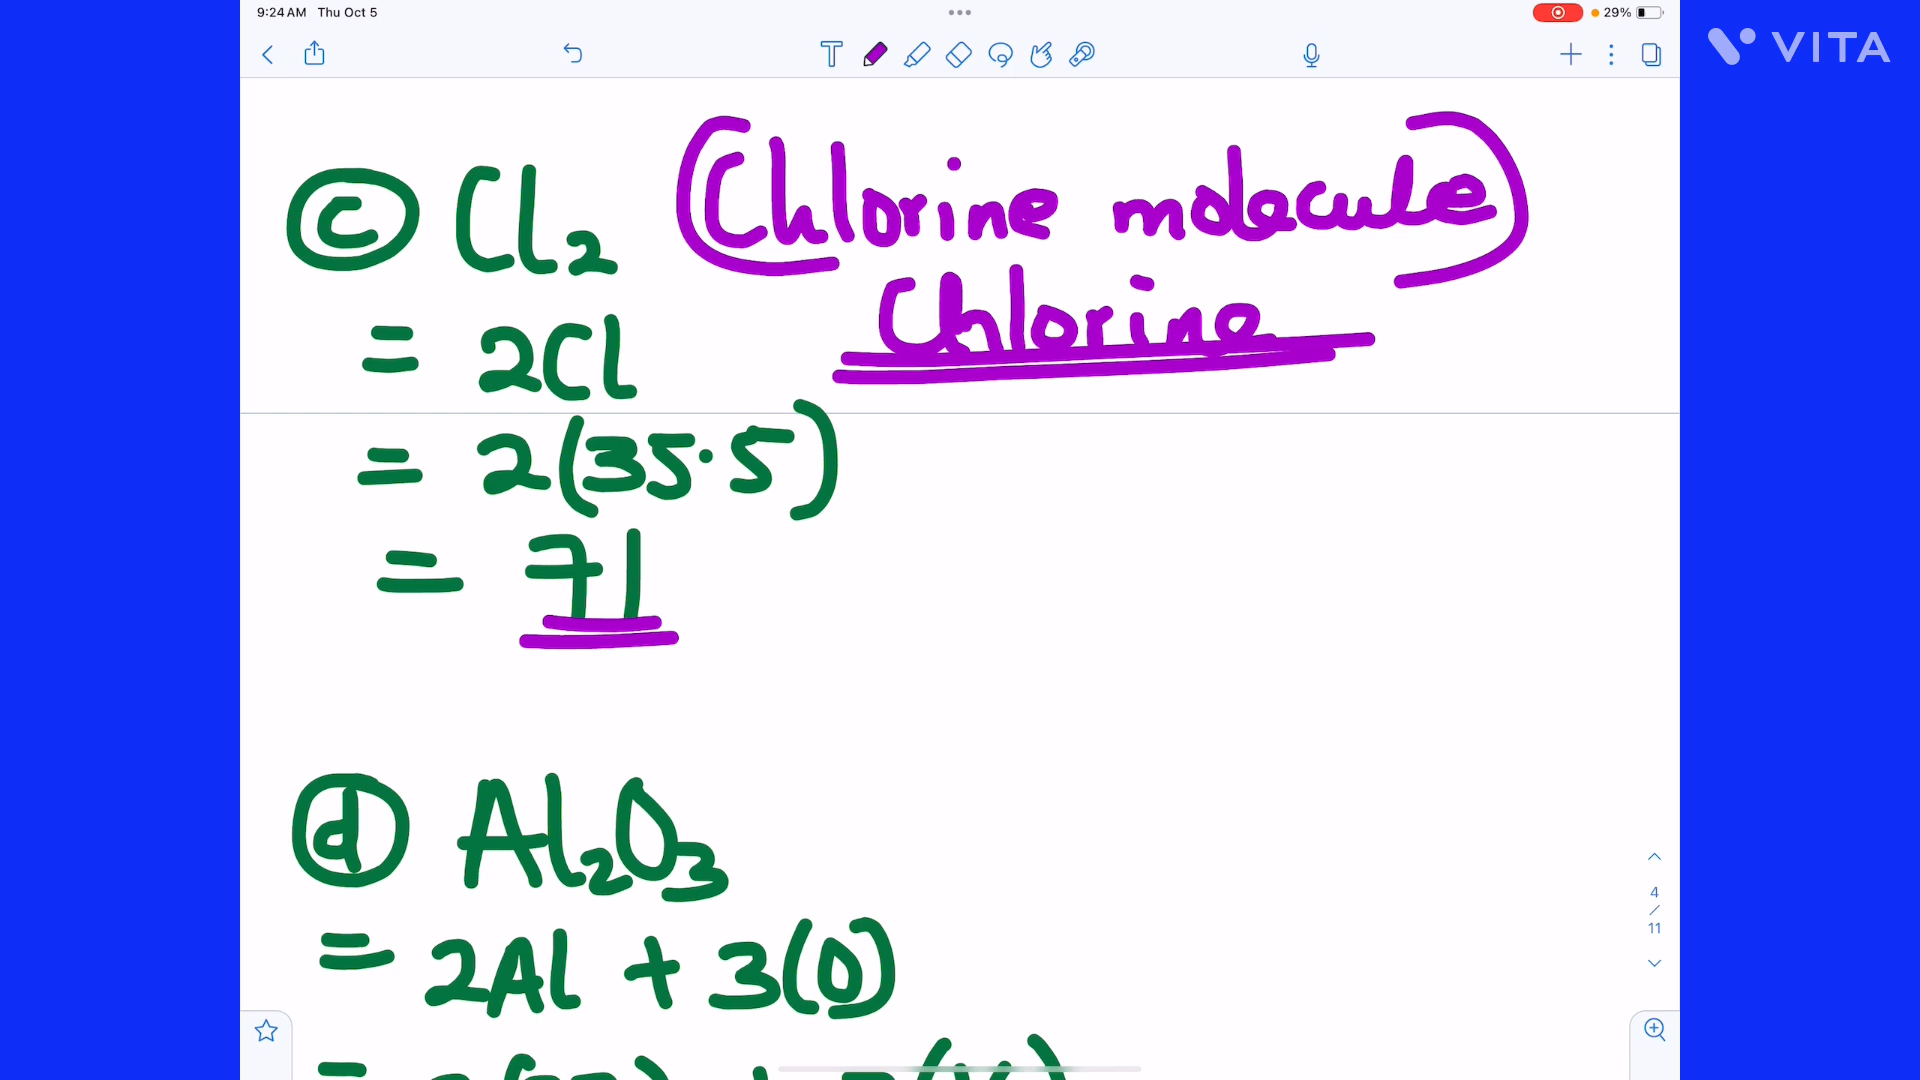 9:24 AM Thu Oct 5
29%
VITA
T
c Cl₂ (Chlorine molecule)
Chlorine
= 2Cl
= 2(35.5)
= 71
d Al₂O₃
= 2Al + 3(O)
4
/
11